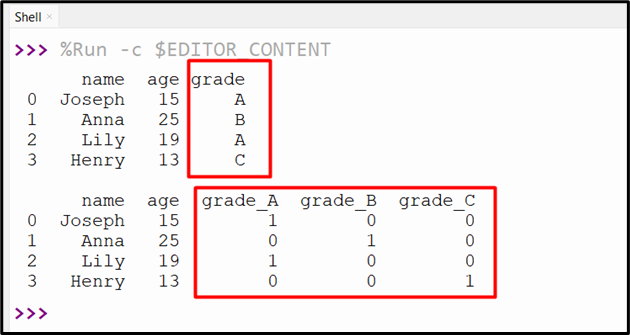 Shell ×
>>> %Run -c $EDITOR_CONTENT
name age grade
0 Joseph 15 A
1 Anna 25 B
2 Lily 19 A
3 Henry 13 C
name age grade_A grade_B grade_C
0 Joseph 15 1 0 0
1 Anna 25 0 1 0
2 Lily 19 1 0 0
3 Henry 13 0 0 1
>>>